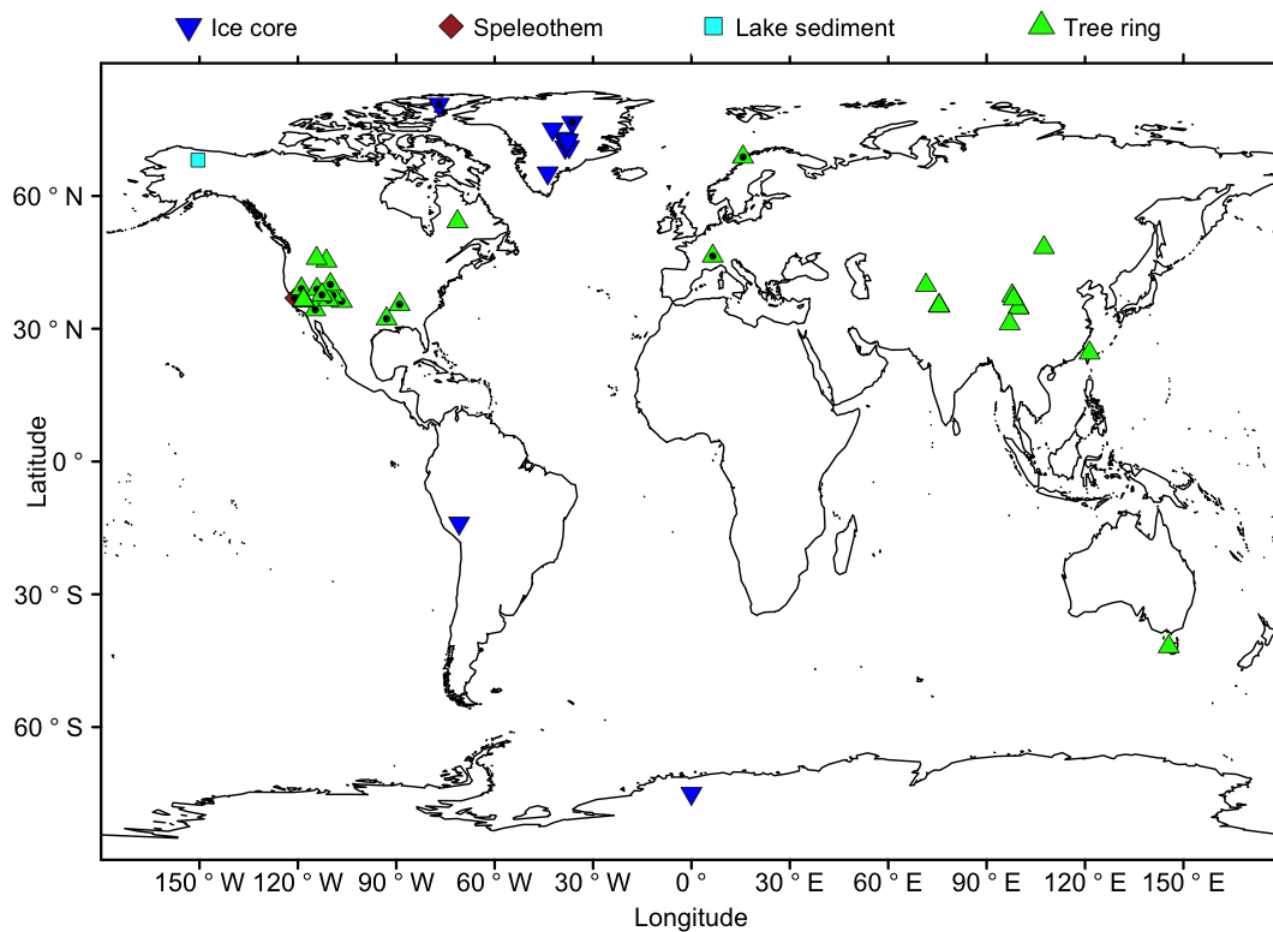 Ice core Speleothem Lake sediment Tree ring
60 ° N
30 ° N
0 °
30 ° S
60 ° S
Latitude
150 ° W 120 ° W 90 ° W 60 ° W 30 ° W 0 ° 30 ° E 60 ° E 90 ° E 120 ° E 150 ° E
Longitude